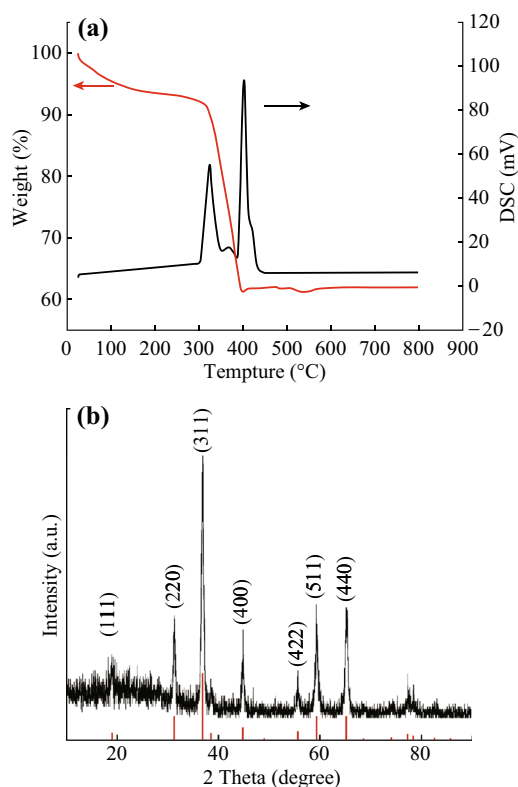 (a)
100
90
80
70
60
Weight (%)
120
100
80
60
40
20
0
−20
DSC (mV)
0 100 200 300 400 500 600 700 800 900
Tempture (°C)
(b)
(111)
(220)
(311)
(400)
(422)
(511)
(440)
Intensity (a.u.)
20 40 60 80
2 Theta (degree)